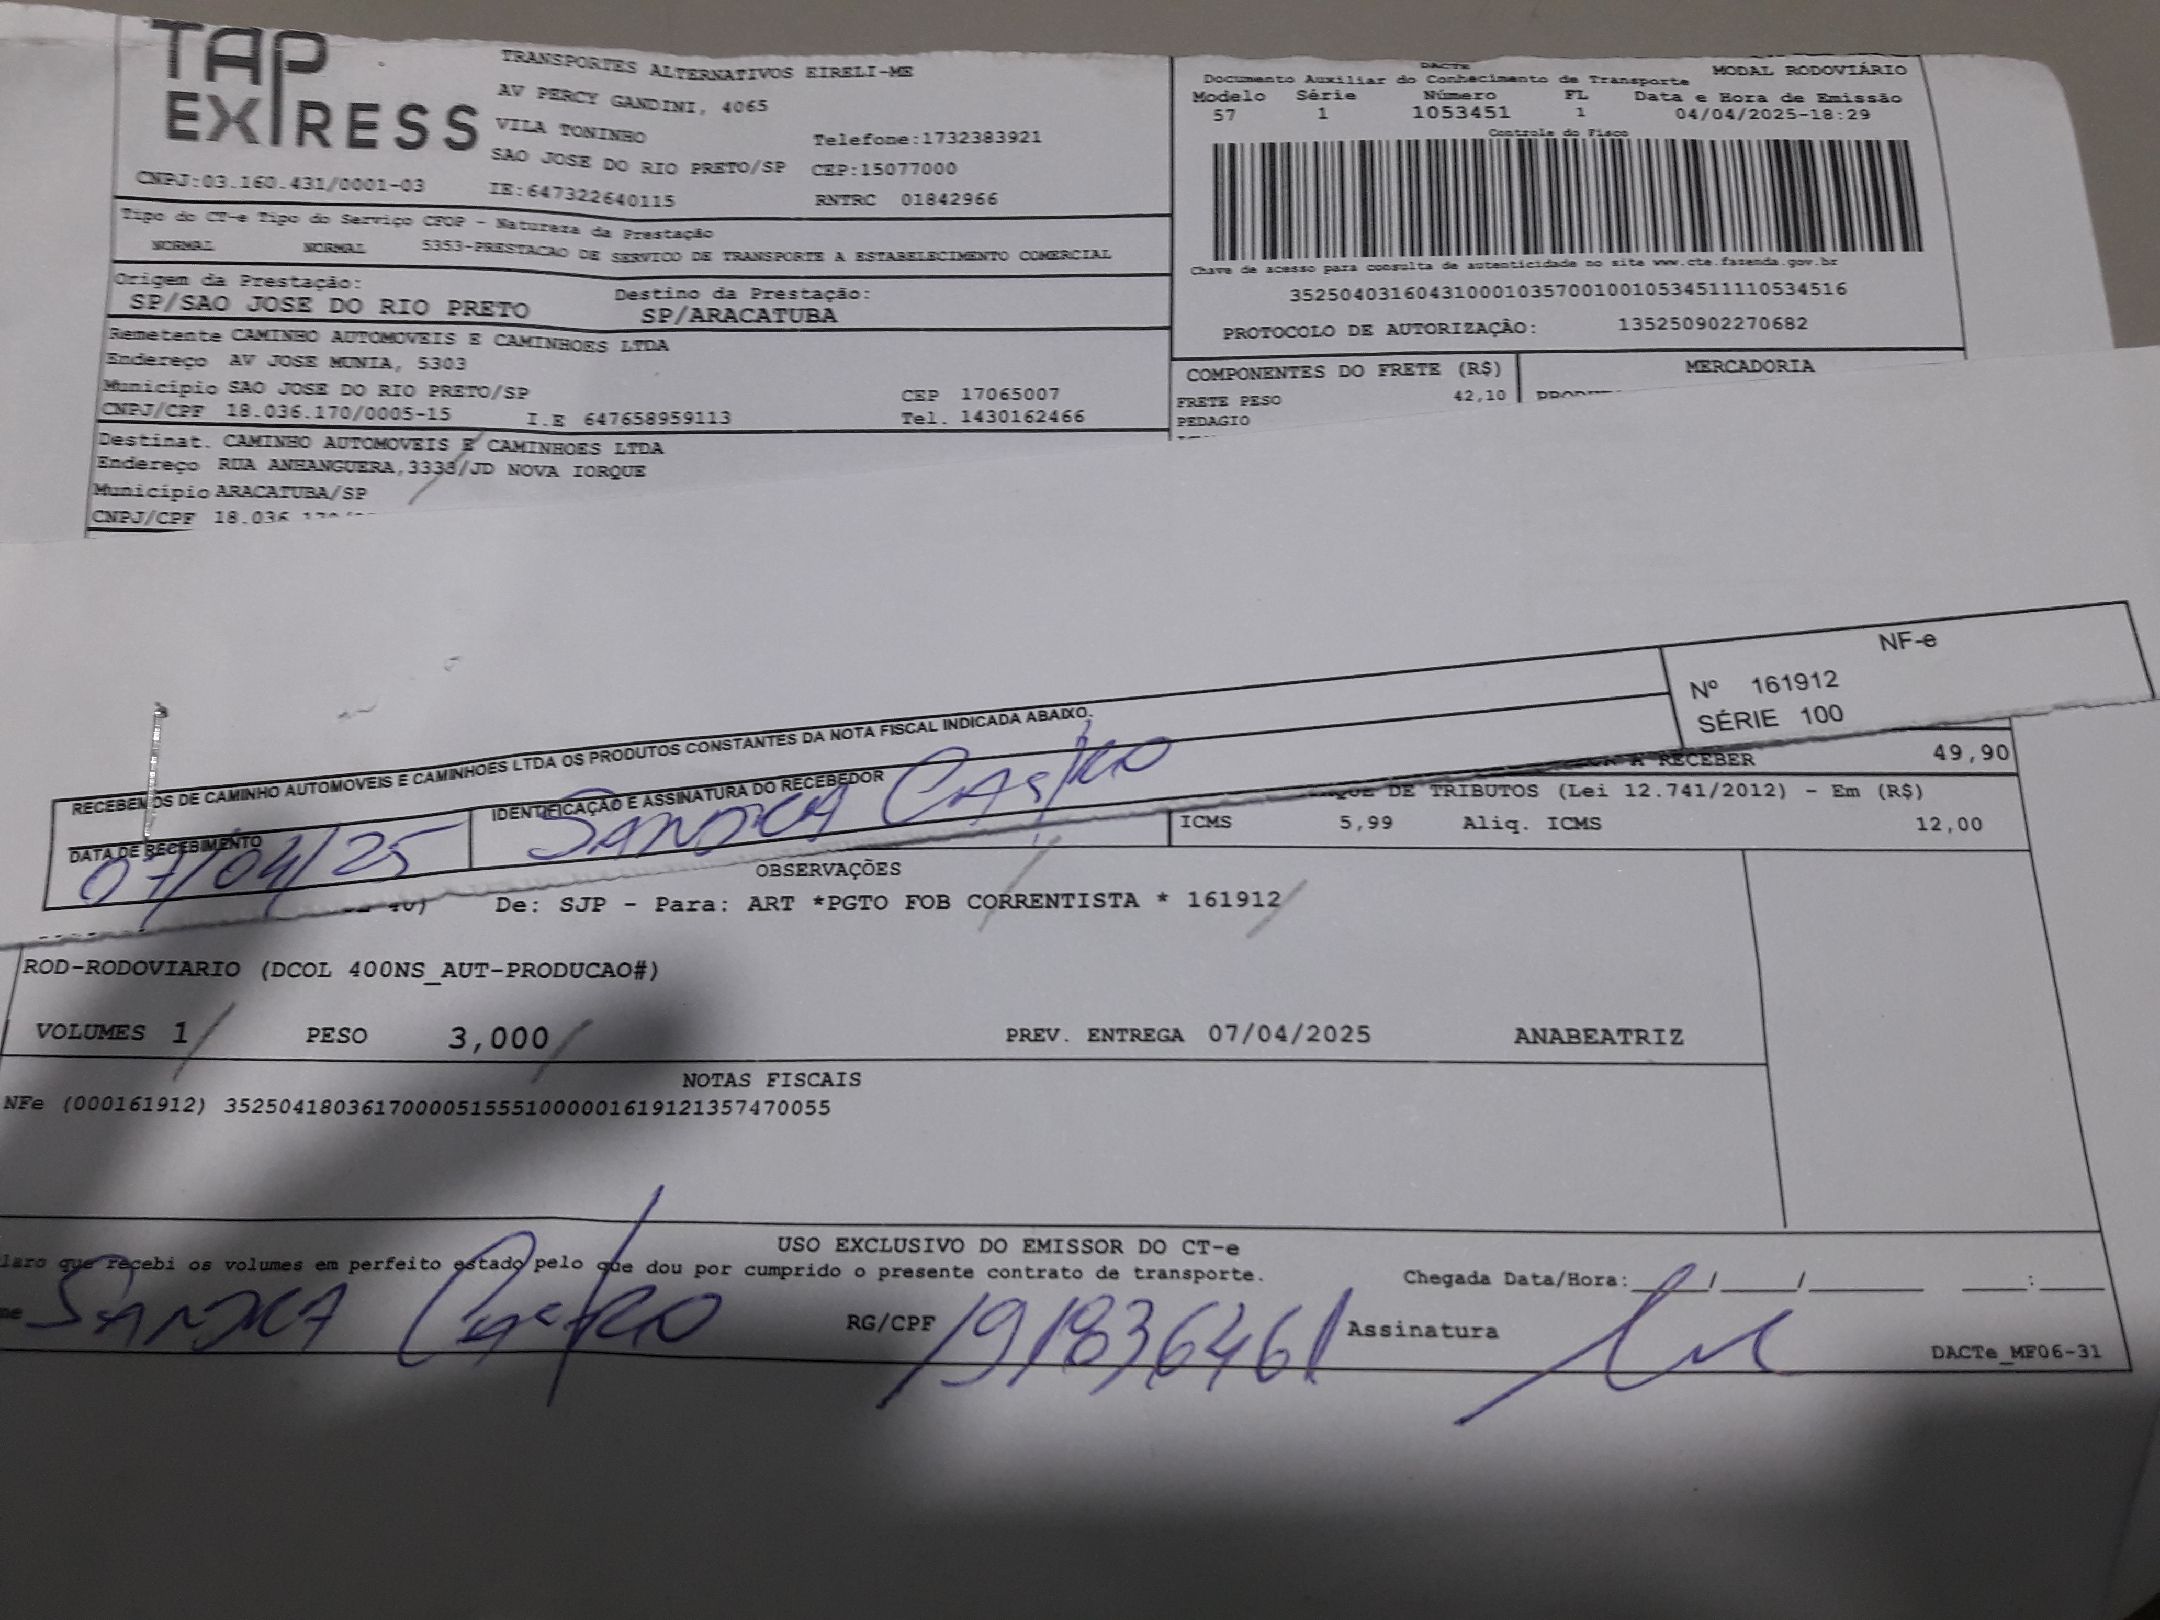 TAP
EXPRESS
TRANSPORTES ALTERNATIVOS EIRELI-ME
AV PERCY GANDINI, 4065
VILA TONINHO
Telefone:1732383921
SAO JOSE DO RIO PRETO/SP CEP:15077000
CNPJ:03.160.431/0001-03
IE:647322640115
RNTRC 01842966
Tipo do CT-e Tipo do Serviço CFOP - Natureza da Prestação
NORMAL NORMAL 5353-PRESTACAO DE SERVICO DE TRANSPORTE A ESTABELECIMENTO COMERCIAL
Origem da Prestação:
SP/SAO JOSE DO RIO PRETO
Destino da Prestação:
SP/ARACATUBA
Remetente CAMINHO AUTOMOVEIS E CAMINHOES LTDA
Endereço AV JOSE MUNIA, 5303
Município SAO JOSE DO RIO PRETO/SP
CEP 17065007
CNPJ/CPF 18.036.170/0005-15 I.E 647658959113 Tel. 1430162466
Destinat. CAMINHO AUTOMOVEIS E CAMINHOES LTDA
Endereço RUA ANHANGUERA,3333/JD NOVA IORQUE
Município ARACATUBA/SP
CNPJ/CPF 18.036
DACTE
Documento Auxiliar do Conhecimento de Transporte MODAL RODOVIÁRIO
Modelo Série Número FL Data e Hora de Emissão
57 1 1053451 1 04/04/2025-18:29
Controle do Fisco
Chave de acesso para consulta de autenticidade no site www.cte.fazenda.gov.br
35250403160431000103570010010534511110534516
PROTOCOLO DE AUTORIZAÇÃO: 135250902270682
COMPONENTES DO FRETE (R$)
MERCADORIA
FRETE PESO 42,10
PEDAGIO
NF-e
Nº 161912
SÉRIE 100
RECEBEMOS DE CAMINHO AUTOMOVEIS E CAMINHOES LTDA OS PRODUTOS CONSTANTES DA NOTA FISCAL INDICADA ABAIXO.
DATA DE RECEBIMENTO
07/04/25
IDENTIFICAÇÃO E ASSINATURA DO RECEBEDOR
SANDRA CASTRO
A RECEBER 49,90
DE TRIBUTOS (Lei 12.741/2012) - Em (R$)
ICMS 5,99 Aliq. ICMS 12,00
OBSERVAÇÕES
De: SJP - Para: ART *PGTO FOB CORRENTISTA * 161912
ROD-RODOVIARIO (DCOL 400NS_AUT-PRODUCAO#)
VOLUMES 1 PESO 3,000 PREV. ENTREGA 07/04/2025 ANABEATRIZ
NOTAS FISCAIS
NFe (000161912) 35250418036170000515551000001619121357470055
USO EXCLUSIVO DO EMISSOR DO CT-e
laro que recebi os volumes em perfeito estado pelo que dou por cumprido o presente contrato de transporte.
Chegada Data/Hora:____/____/____ __:__
me SANDRA CASTRO
RG/CPF 191836461
Assinatura
DACTe_MF06-31